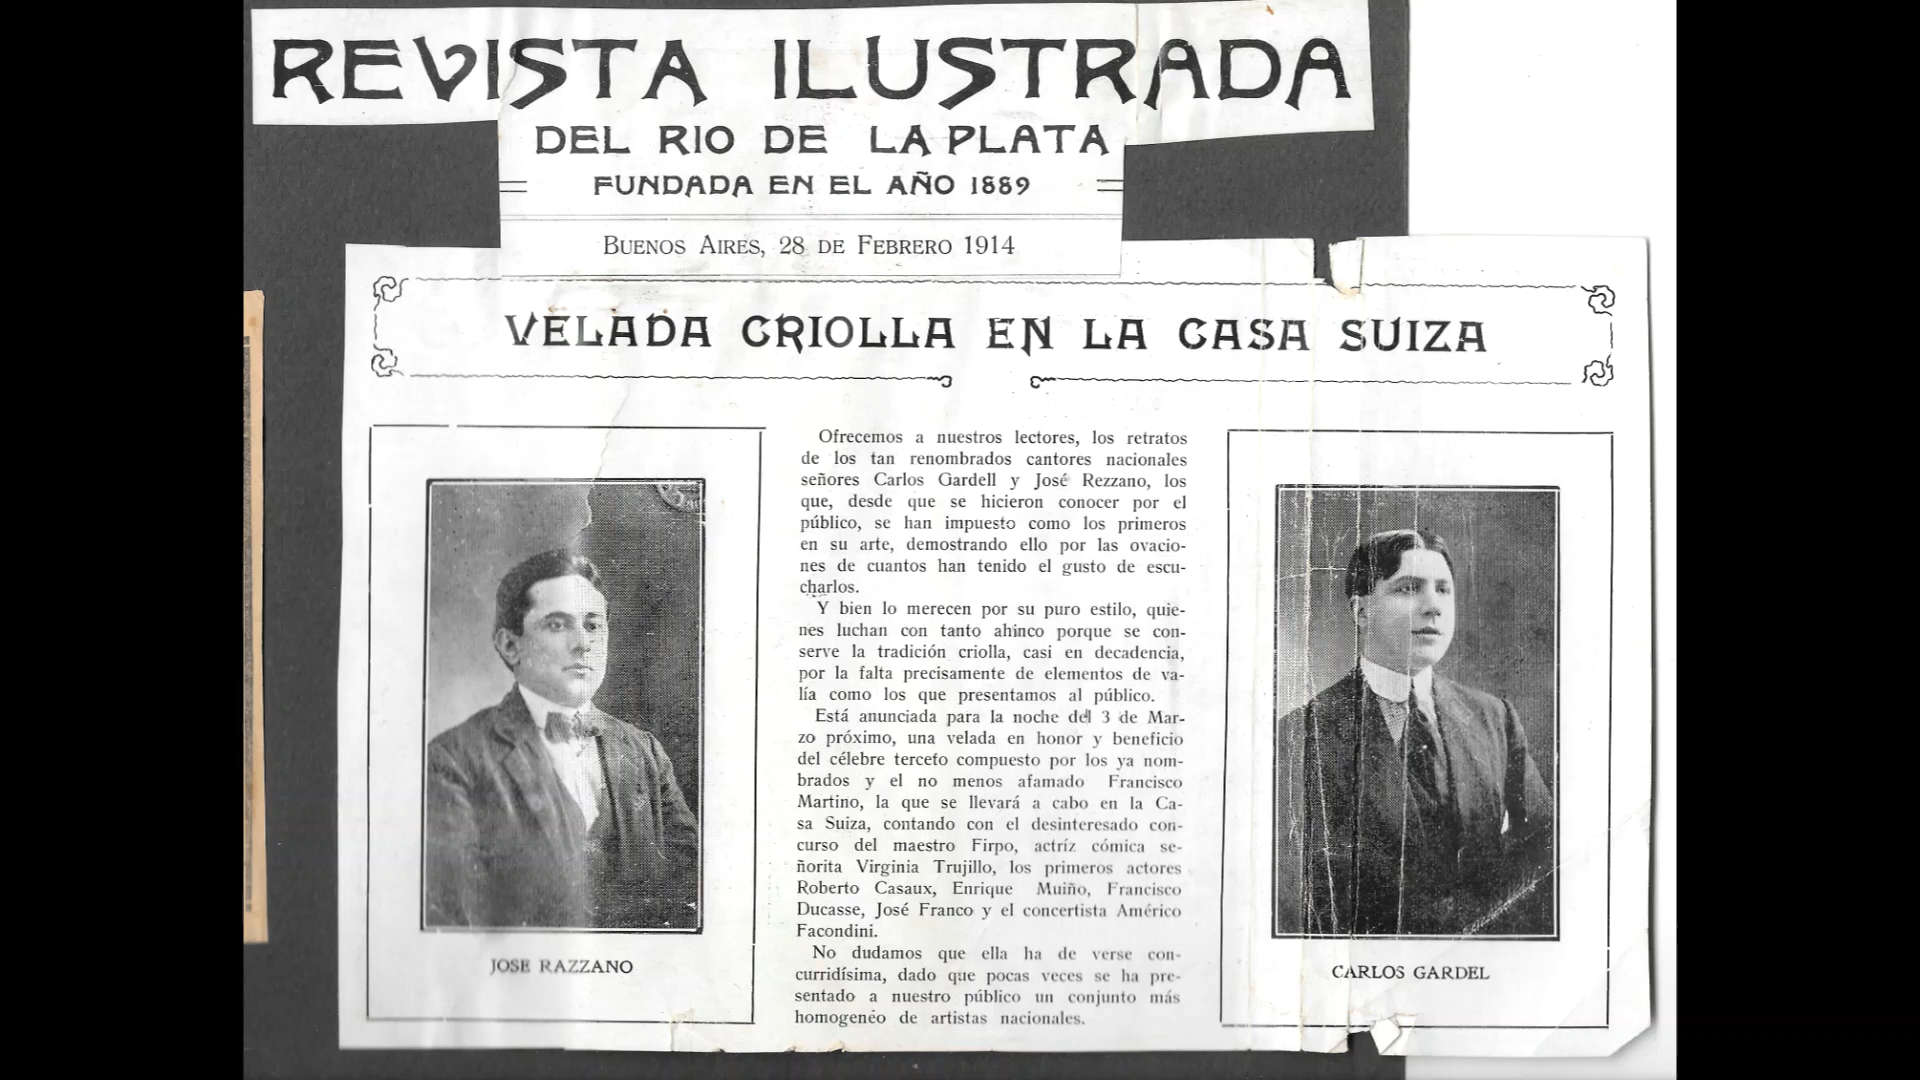 REVISTA ILUSTRADA
DEL RIO DE LA PLATA
FUNDADA EN EL AÑO 1889
BUENOS AIRES, 28 DE FEBRERO 1914
VELADA CRIOLLA EN LA CASA SUIZA
Ofrecemos a nuestros lectores, los retratos
de los tan renombrados cantores nacionales
señores Carlos Gardell y José Rezzano, los
que, desde que se hicieron conocer por el
público, se han impuesto como los primeros
en su arte, demostrando ello por las ovacio-
nes de cuantos han tenido el gusto de escu-
charlos.
Y bien lo merecen por su puro estilo, quie-
nes luchan con tanto ahinco porque se con-
serve la tradición criolla, casi en decadencia,
por la falta precisamente de elementos de va-
lía como los que presentamos al público.
Está anunciada para la noche del 3 de Mar-
zo próximo, una velada en honor y beneficio
del célebre terceto compuesto por los ya nom-
brados y el no menos afamado Francisco
Martino, la que se llevará a cabo en la Ca-
sa Suiza, contando con el desinteresado con-
curso del maestro Firpo, actríz cómica se-
ñorita Virginia Trujillo, los primeros actores
Roberto Casaux, Enrique Muiño, Francisco
Ducasse, José Franco y el concertista Américo
Facondini.
No dudamos que ella ha de verse con-
curridísima, dado que pocas veces se ha pre-
sentado a nuestro público un conjunto más
homogenéo de artistas nacionales.
JOSE RAZZANO
CARLOS GARDEL